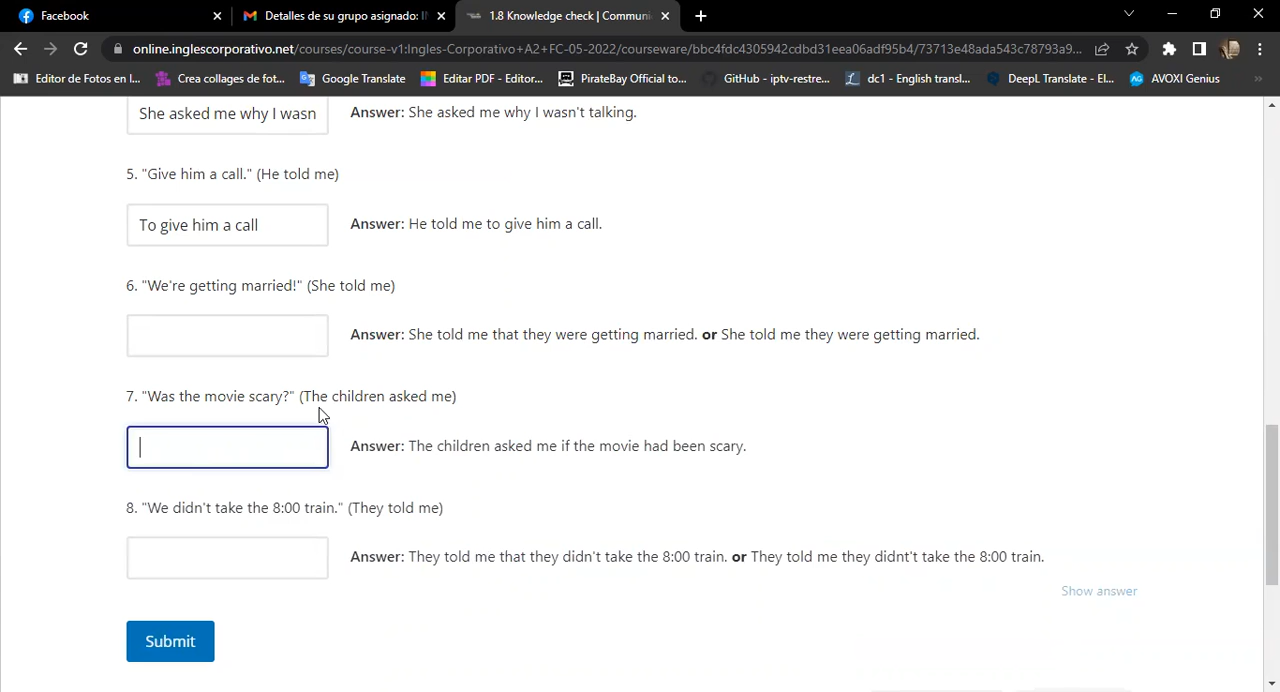 Facebook
Detalles de su grupo asignado: I
1.8 Knowledge check | Communi
online.inglescorporativo.net/courses/course-v1:Ingles-Corporativo+A2+FC-05-2022/courseware/bbc4fdc4305942cdbd31eea06adf95b4/73713e48ada543c78793a9...
Editor de Fotos en l... Crea collages de fot... Google Translate Editar PDF - Editor... PirateBay Official to... GitHub - iptv-restre... dc1 - English transl... DeepL Translate - El... AVOXI Genius »
She asked me why I wasn Answer: She asked me why I wasn't talking.
5. "Give him a call." (He told me)
To give him a call Answer: He told me to give him a call.
6. "We're getting married!" (She told me)
Answer: She told me that they were getting married. or She told me they were getting married.
7. "Was the movie scary?" (The children asked me)
Answer: The children asked me if the movie had been scary.
8. "We didn't take the 8:00 train." (They told me)
Answer: They told me that they didn't take the 8:00 train. or They told me they didnt't take the 8:00 train.
Show answer
Submit